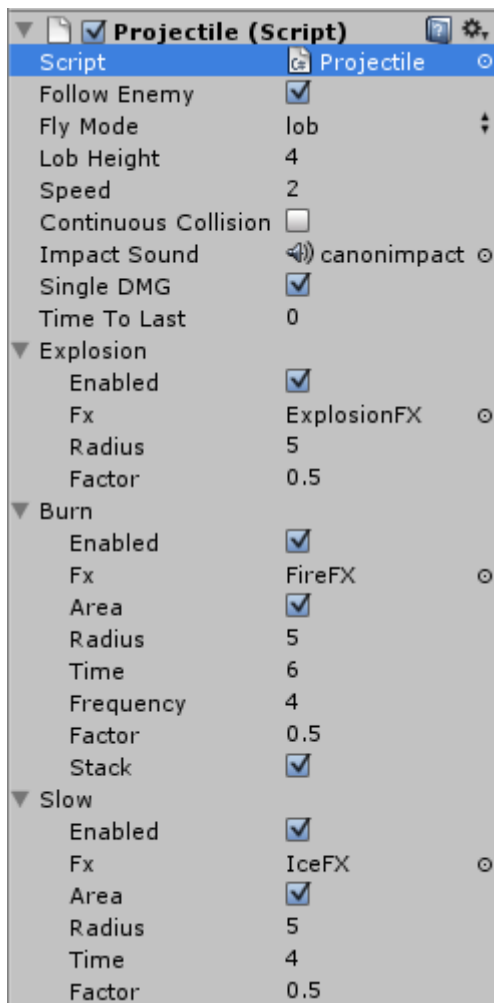 Projectile (Script)
Script Projectile
Follow Enemy
Fly Mode lob
Lob Height 4
Speed 2
Continuous Collision
Impact Sound canonimpact
Single DMG
Time To Last 0
Explosion
Enabled
Fx ExplosionFX
Radius 5
Factor 0.5
Burn
Enabled
Fx FireFX
Area
Radius 5
Time 6
Frequency 4
Factor 0.5
Stack
Slow
Enabled
Fx IceFX
Area
Radius 5
Time 4
Factor 0.5